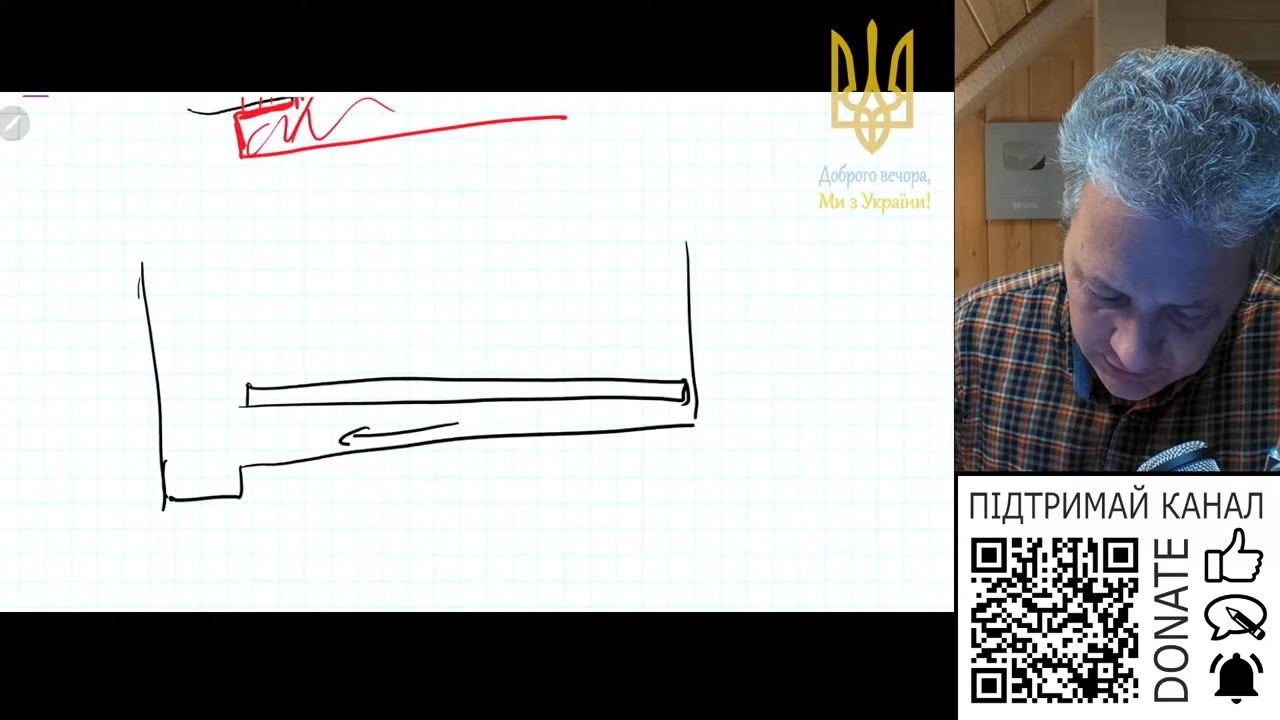 Доброго вечора,
Ми з України!
ПІДТРИМАЙ КАНАЛ
DONATE